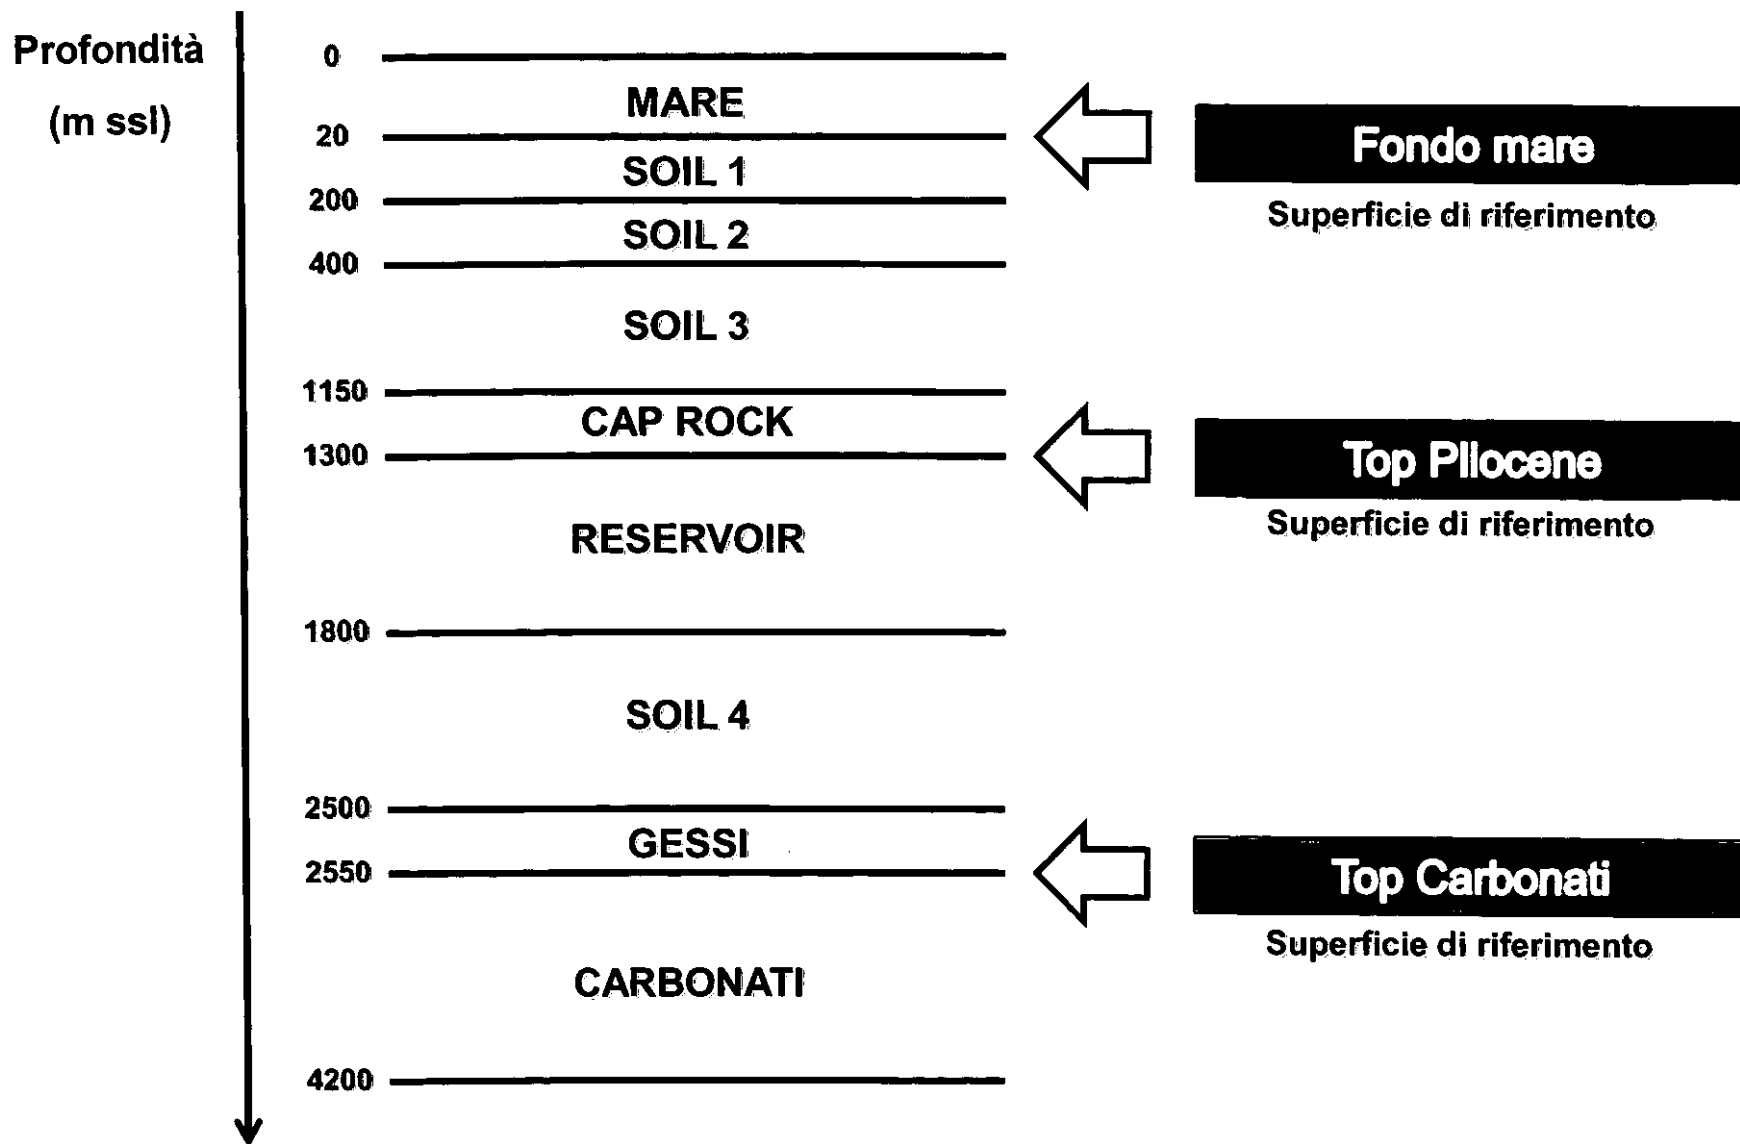 Profondità
(m ssl)
0
MARE
20
SOIL 1
200
SOIL 2
400
SOIL 3
1150
CAP ROCK
1300
RESERVOIR
1800
SOIL 4
2500
GESSI
2550
CARBONATI
4200
Fondo mare
Superficie di riferimento
Top Pliocene
Superficie di riferimento
Top Carbonati
Superficie di riferimento